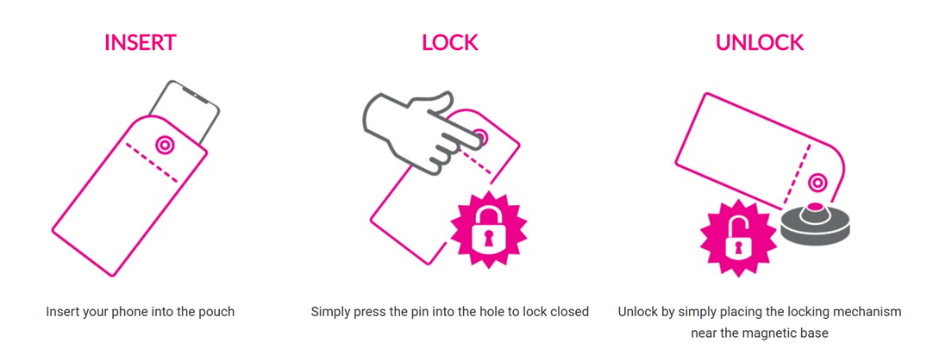 INSERT
LOCK
UNLOCK
Insert your phone into the pouch
Simply press the pin into the hole to lock closed
Unlock by simply placing the locking mechanism
near the magnetic base